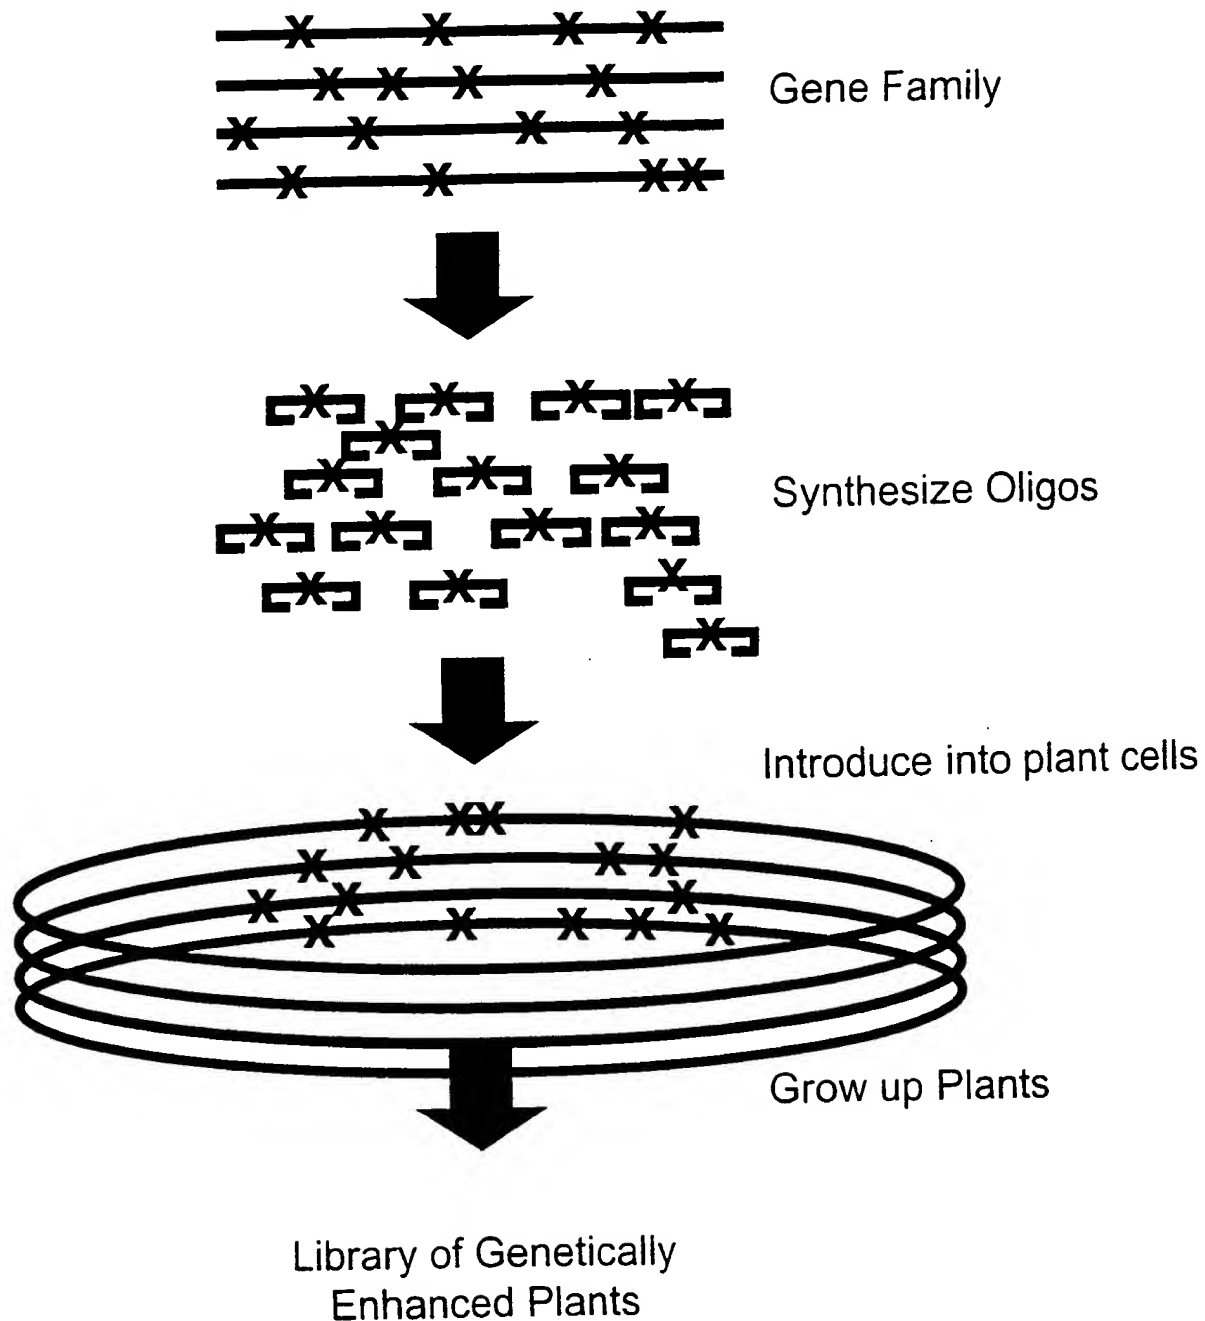 Gene Family
Synthesize Oligos
Introduce into plant cells
Grow up Plants
Library of Genetically
Enhanced Plants